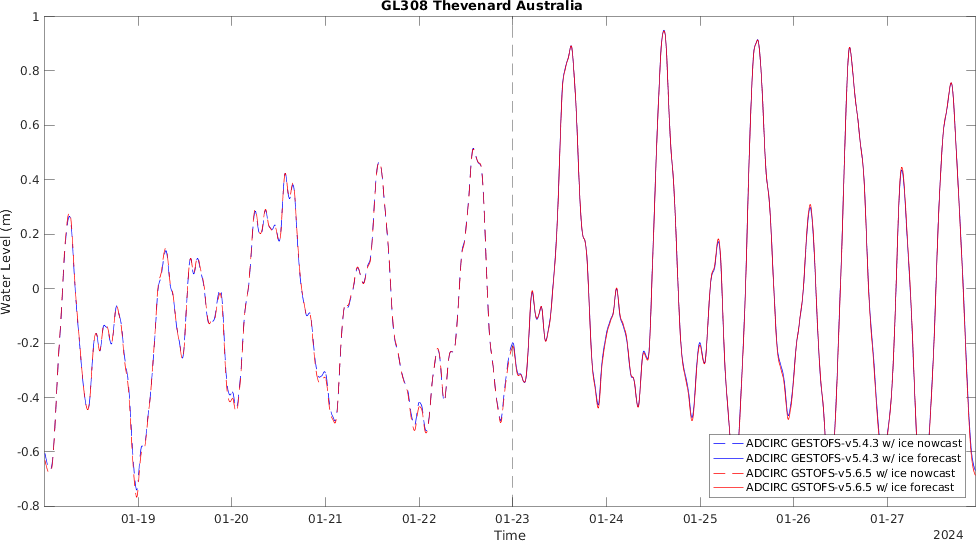 GL308 Thevenard Australia
1
0.8
0.6
0.4
0.2
0
-0.2
-0.4
-0.6
-0.8
Water Level (m)
ADCIRC GESTOFS-v5.4.3 w/ ice nowcast
ADCIRC GESTOFS-v5.4.3 w/ ice forecast
ADCIRC GSTOFS-v5.6.5 w/ ice nowcast
ADCIRC GSTOFS-v5.6.5 w/ ice forecast
01-19 01-20 01-21 01-22 01-23 01-24 01-25 01-26 01-27
Time
2024